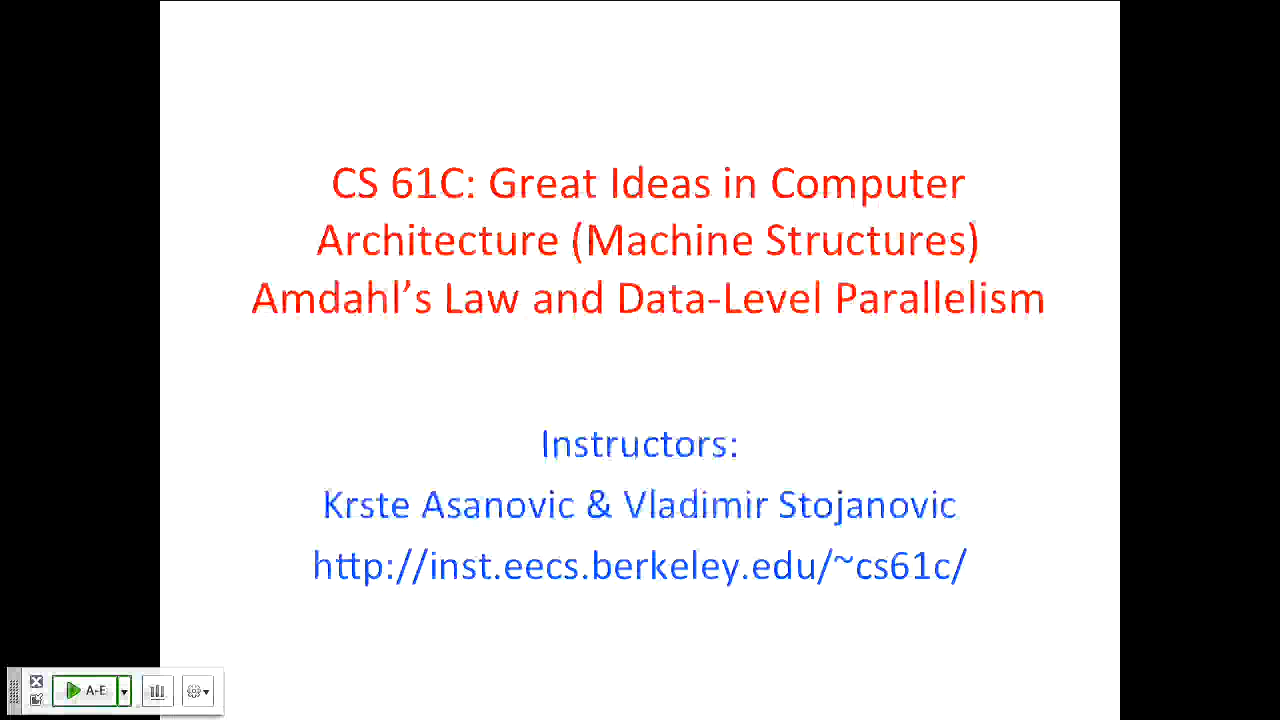 CS 61C: Great Ideas in Computer
Architecture (Machine Structures)
Amdahl’s Law and Data-Level Parallelism
Instructors:
Krste Asanovic & Vladimir Stojanovic
http://inst.eecs.berkeley.edu/~cs61c/
A-E